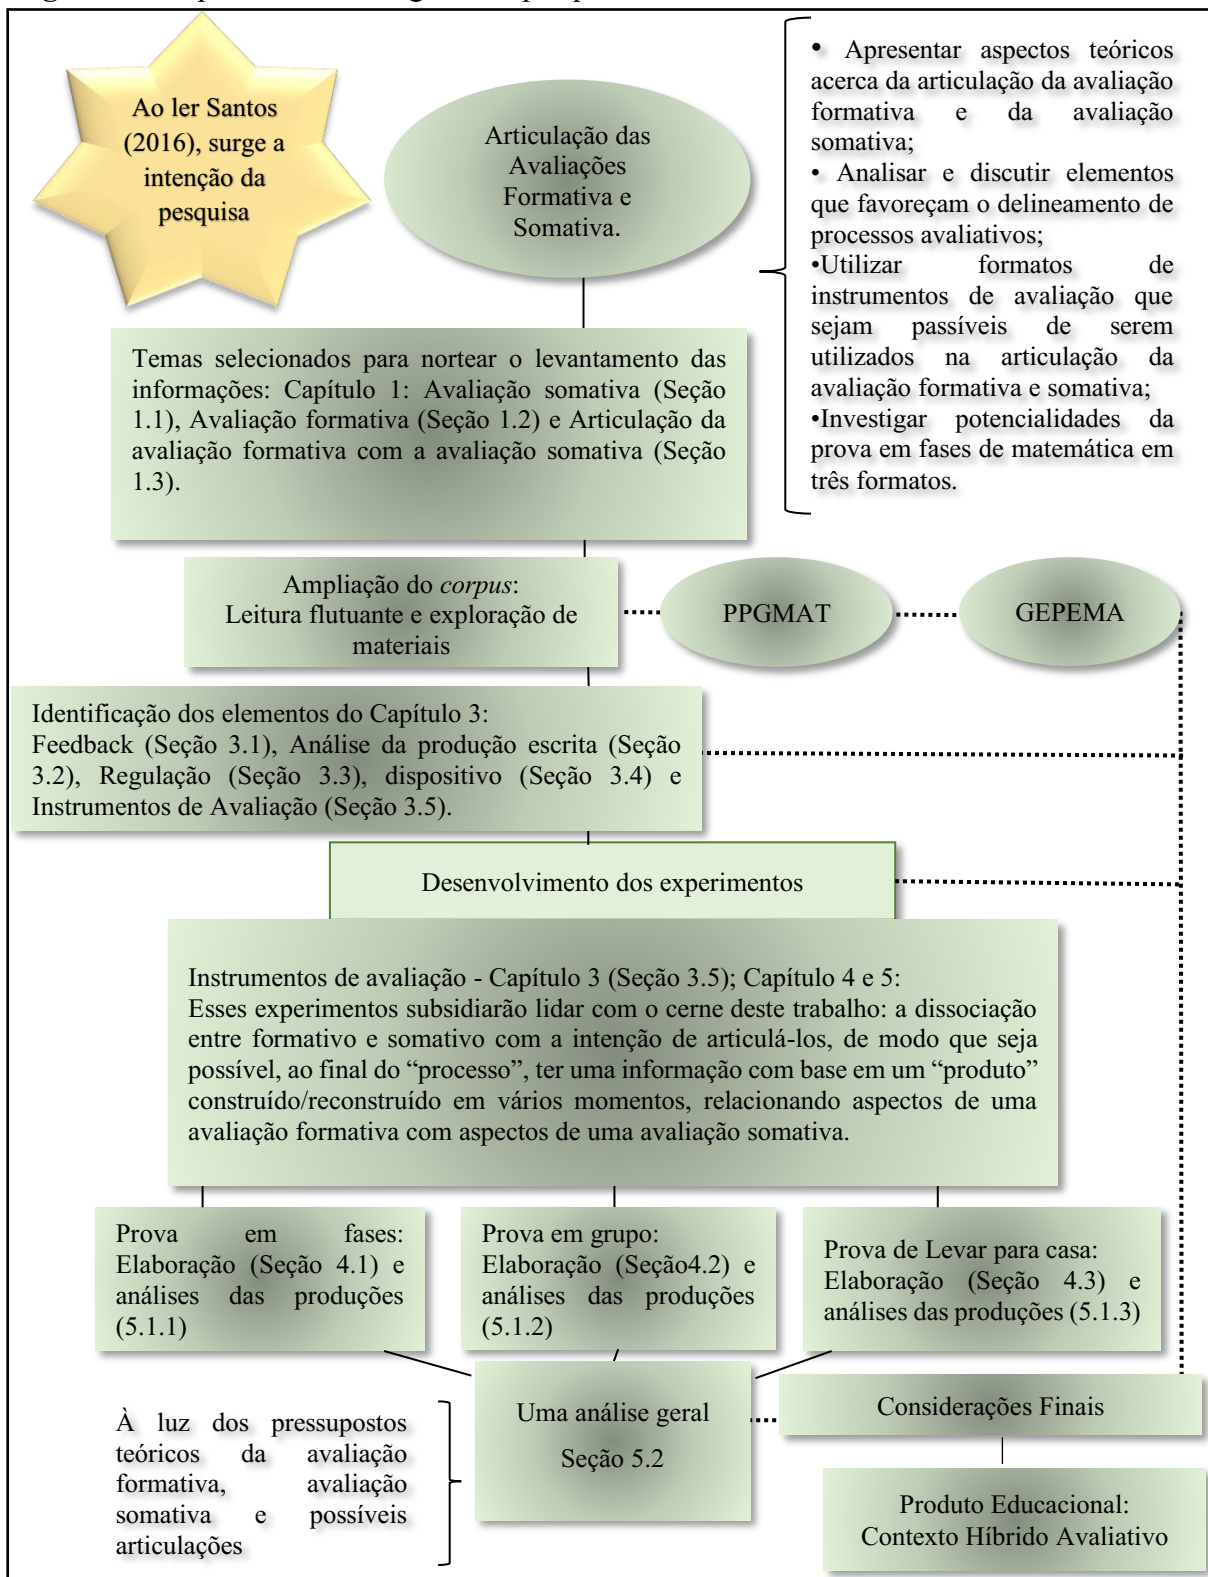 Ao ler Santos
(2016), surge a
intenção da
pesquisa
Articulação das
Avaliações
Formativa e
Somativa.
• Apresentar aspectos teóricos
acerca da articulação da avaliação
formativa e da avaliação
somativa;
• Analisar e discutir elementos
que favoreçam o delineamento de
processos avaliativos;
•Utilizar formatos de
instrumentos de avaliação que
sejam passíveis de serem
utilizados na articulação da
avaliação formativa e somativa;
•Investigar potencialidades da
prova em fases de matemática em
três formatos.
Temas selecionados para nortear o levantamento das
informações: Capítulo 1: Avaliação somativa (Seção
1.1), Avaliação formativa (Seção 1.2) e Articulação da
avaliação formativa com a avaliação somativa (Seção
1.3).
Ampliação do corpus:
Leitura flutuante e exploração de
materiais
PPGMAT
GEPEMA
Identificação dos elementos do Capítulo 3:
Feedback (Seção 3.1), Análise da produção escrita (Seção
3.2), Regulação (Seção 3.3), dispositivo (Seção 3.4) e
Instrumentos de Avaliação (Seção 3.5).
Desenvolvimento dos experimentos
Instrumentos de avaliação - Capítulo 3 (Seção 3.5); Capítulo 4 e 5:
Esses experimentos subsidiarão lidar com o cerne deste trabalho: a dissociação
entre formativo e somativo com a intenção de articulá-los, de modo que seja
possível, ao final do “processo”, ter uma informação com base em um “produto”
construído/reconstruído em vários momentos, relacionando aspectos de uma
avaliação formativa com aspectos de uma avaliação somativa.
Prova em fases:
Elaboração (Seção 4.1) e
análises das produções
(5.1.1)
Prova em grupo:
Elaboração (Seção4.2) e
análises das produções
(5.1.2)
Prova de Levar para casa:
Elaboração (Seção 4.3) e
análises das produções (5.1.3)
À luz dos pressupostos
teóricos da avaliação
formativa, avaliação
somativa e possíveis
articulações
Uma análise geral
Seção 5.2
Considerações Finais
Produto Educacional:
Contexto Híbrido Avaliativo